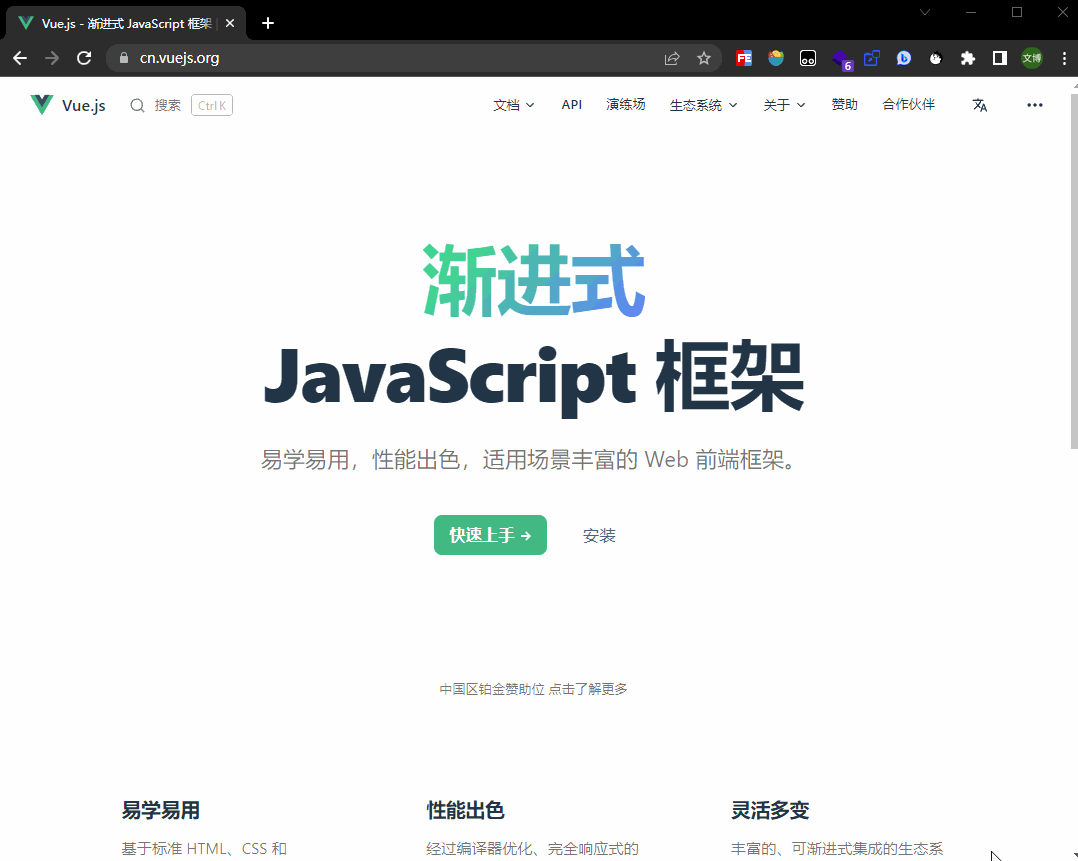 Vue.js - 渐进式 JavaScript 框架
cn.vuejs.org
FE
6
文博
Vue.js
搜索
Ctrl K
文档
API
演练场
生态系统
关于
赞助
合作伙伴
渐进式
JavaScript 框架
易学易用，性能出色，适用场景丰富的 Web 前端框架。
快速上手 →
安装
中国区铂金赞助位 点击了解更多
易学易用
性能出色
灵活多变
基于标准 HTML、CSS 和
经过编译器优化、完全响应式的
丰富的、可渐进式集成的生态系